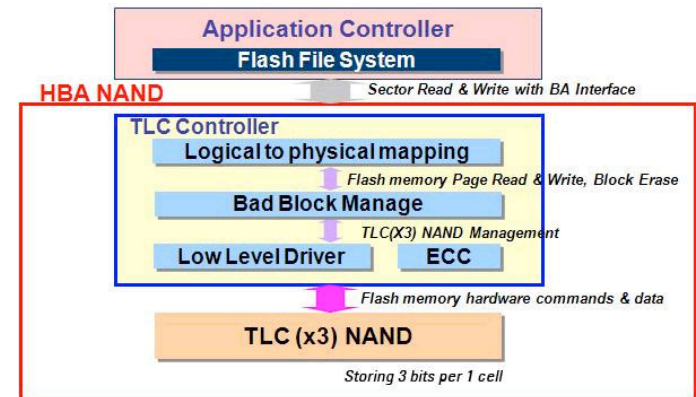 Application Controller
Flash File System
HBA NAND
Sector Read & Write with BA Interface
TLC Controller
Logical to physical mapping
Flash memory Page Read & Write, Block Erase
Bad Block Manage
TLC(X3) NAND Management
Low Level Driver
ECC
Flash memory hardware commands & data
TLC (x3) NAND
Storing 3 bits per 1 cell